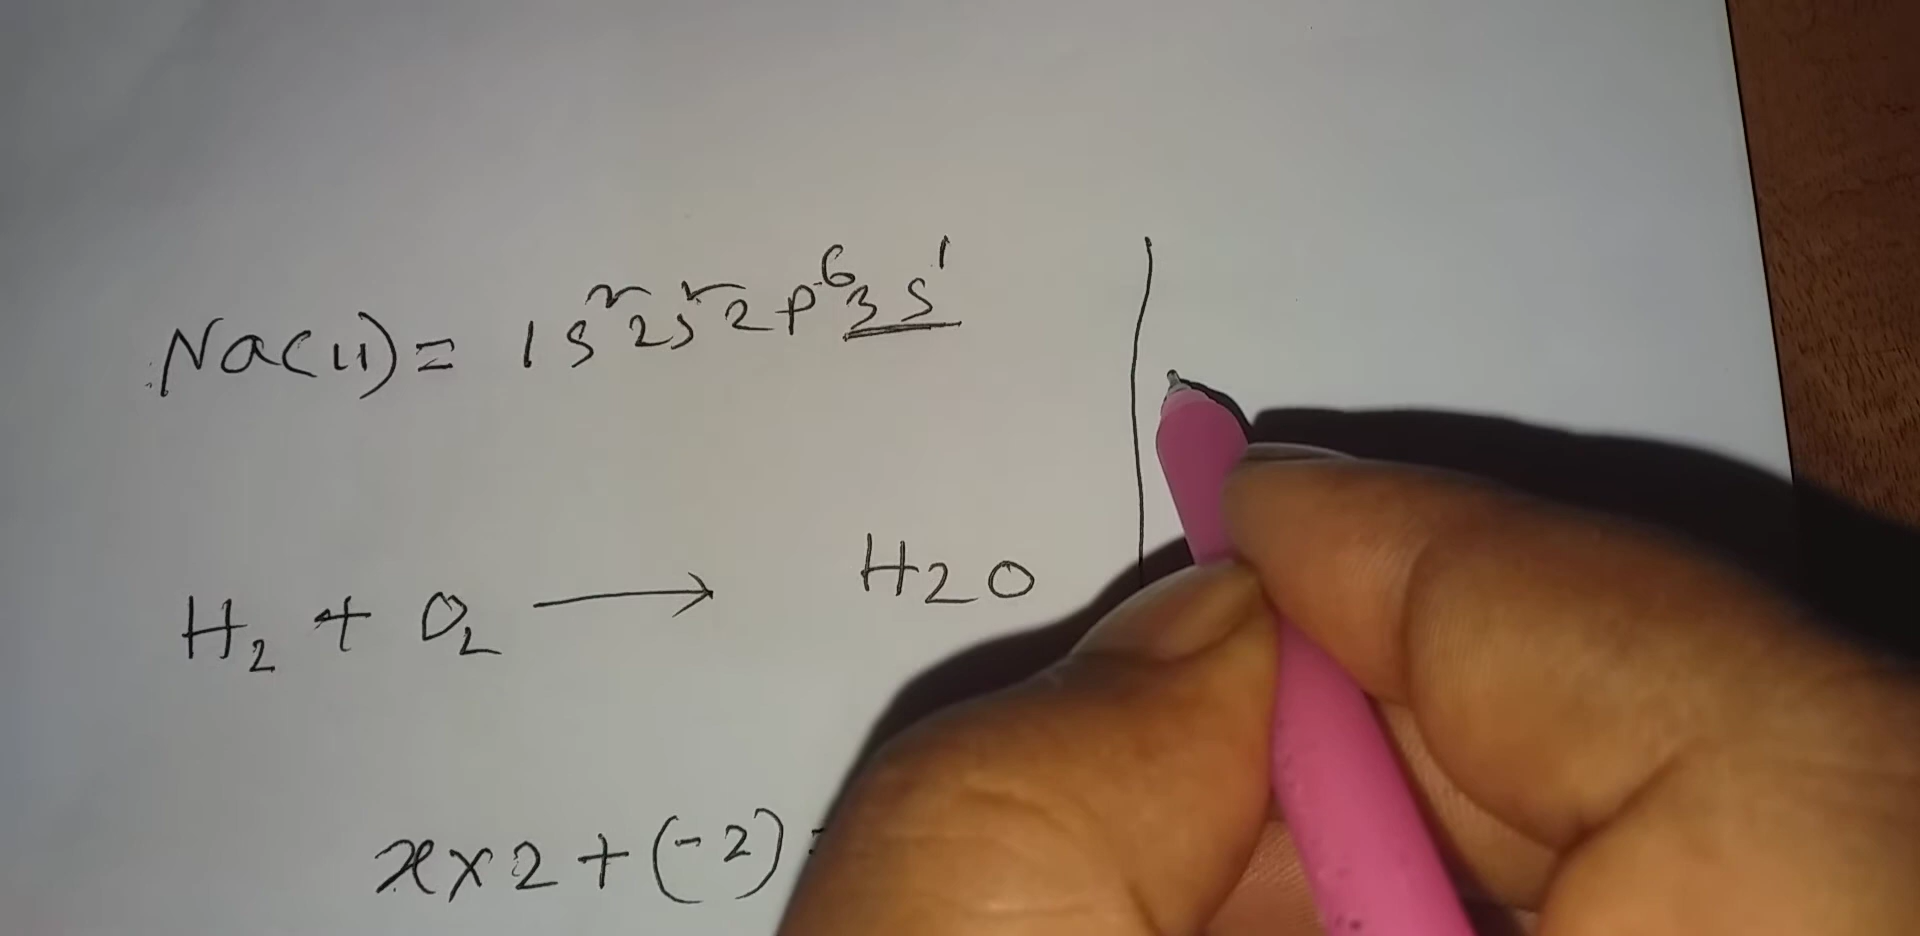 Na(11) = 1s²2s²2p⁶3s¹
H₂ + O₂ ⟶ H2O
x×2+(-2) =